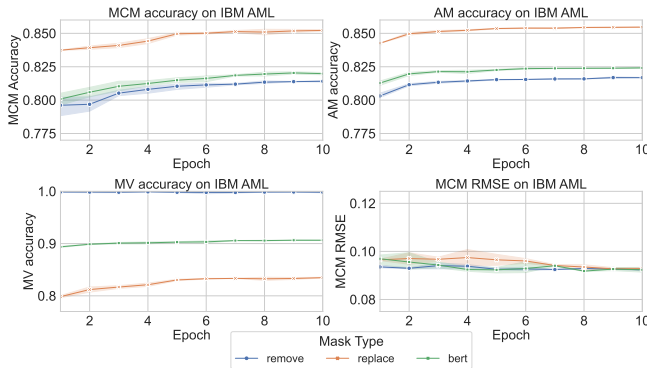 MCM accuracy on IBM AML
MCM Accuracy
0.850
0.825
0.800
0.775
2 4 6 8 10
Epoch
AM accuracy on IBM AML
AM accuracy
0.850
0.825
0.800
0.775
2 4 6 8 10
Epoch
MV accuracy on IBM AML
MV accuracy
1.0
0.9
0.8
2 4 6 8 10
Epoch
MCM RMSE on IBM AML
MCM RMSE
0.12
0.10
0.08
2 4 6 8 10
Epoch
Mask Type
remove replace bert